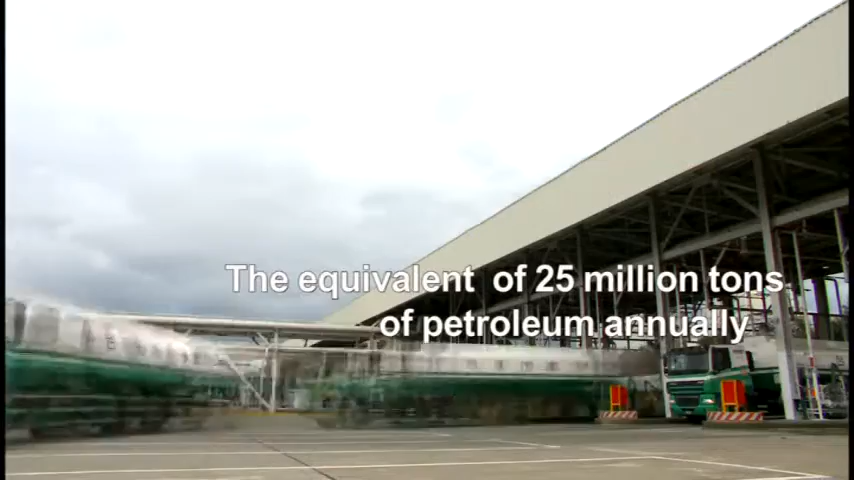 The equivalent of 25 million tons
of petroleum annually